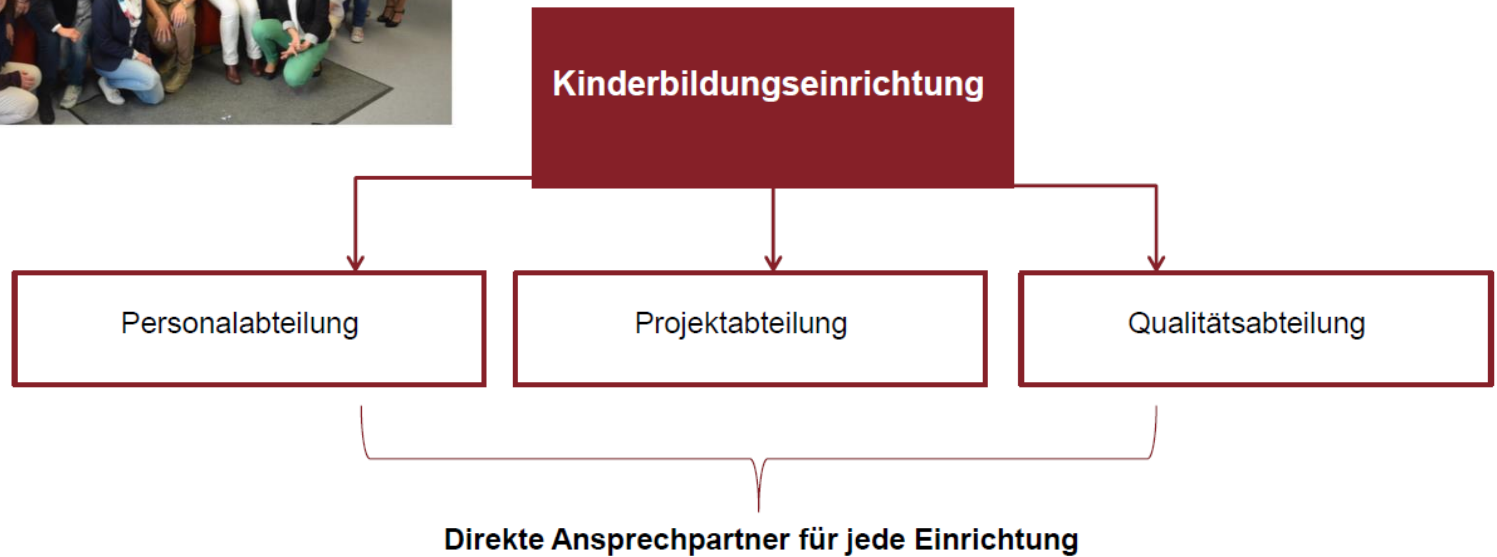 Kinderbildungseinrichtung
Personalabteilung
Projektabteilung
Qualitätsabteilung
Direkte Ansprechpartner für jede Einrichtung